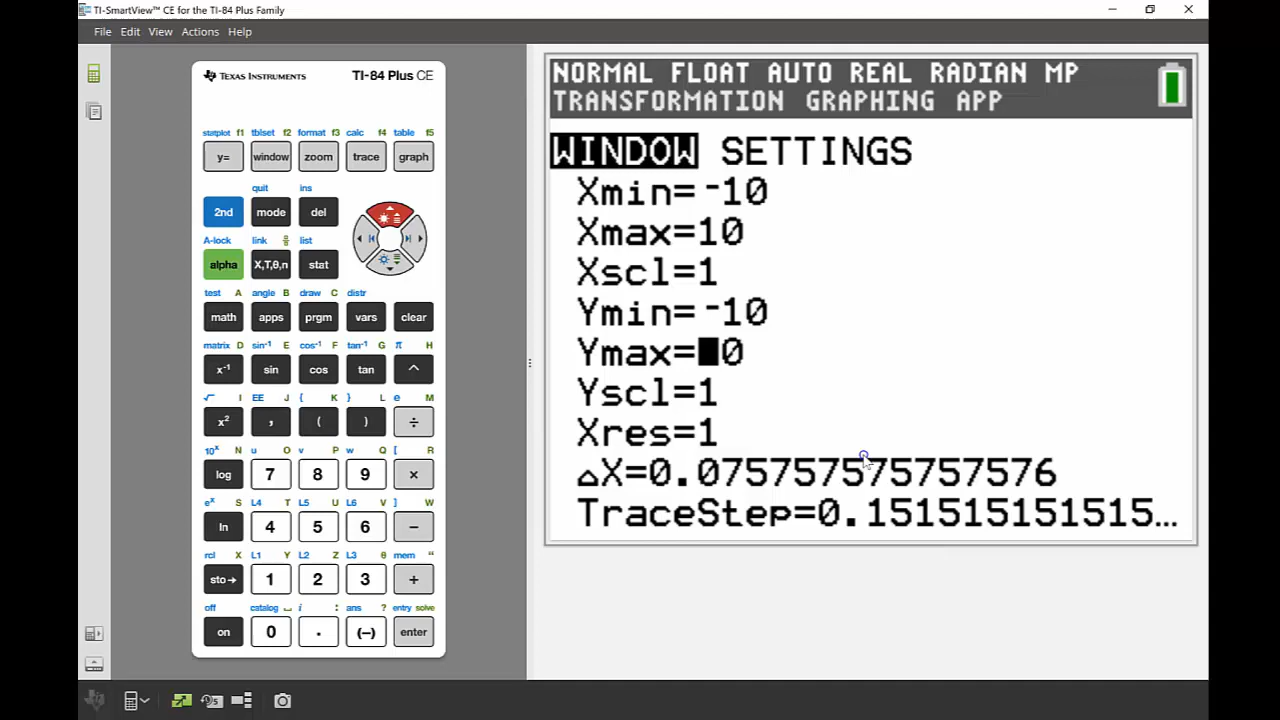 TI-SmartView™ CE for the TI-84 Plus Family
File Edit View Actions Help
TEXAS INSTRUMENTS TI-84 Plus CE
statplot f1 tblset f2 format f3 calc f4 table f5
y= window zoom trace graph
quit ins
2nd mode del
A-lock link list
alpha X,T,θ,n stat
test A angle B draw C distr
math apps prgm vars clear
matrix D sin⁻¹ E cos⁻¹ F tan⁻¹ G π H
x⁻¹ sin cos tan ^
√ I EE J { K } L e M
x² , ( ) ÷
10ˣ N u O v P w Q [ R
log 7 8 9 ×
eˣ S L4 T L5 U L6 V ] W
ln 4 5 6 −
rcl X L1 Y L2 Z L3 θ mem "
sto→ 1 2 3 +
off catalog i : ans ? entry solve
on 0 . (−) enter
NORMAL FLOAT AUTO REAL RADIAN MP
TRANSFORMATION GRAPHING APP
WINDOW SETTINGS
Xmin=-10
Xmax=10
Xscl=1
Ymin=-10
Ymax=█0
Yscl=1
Xres=1
△X=0.07575757575757576
TraceStep=0.151515151515…